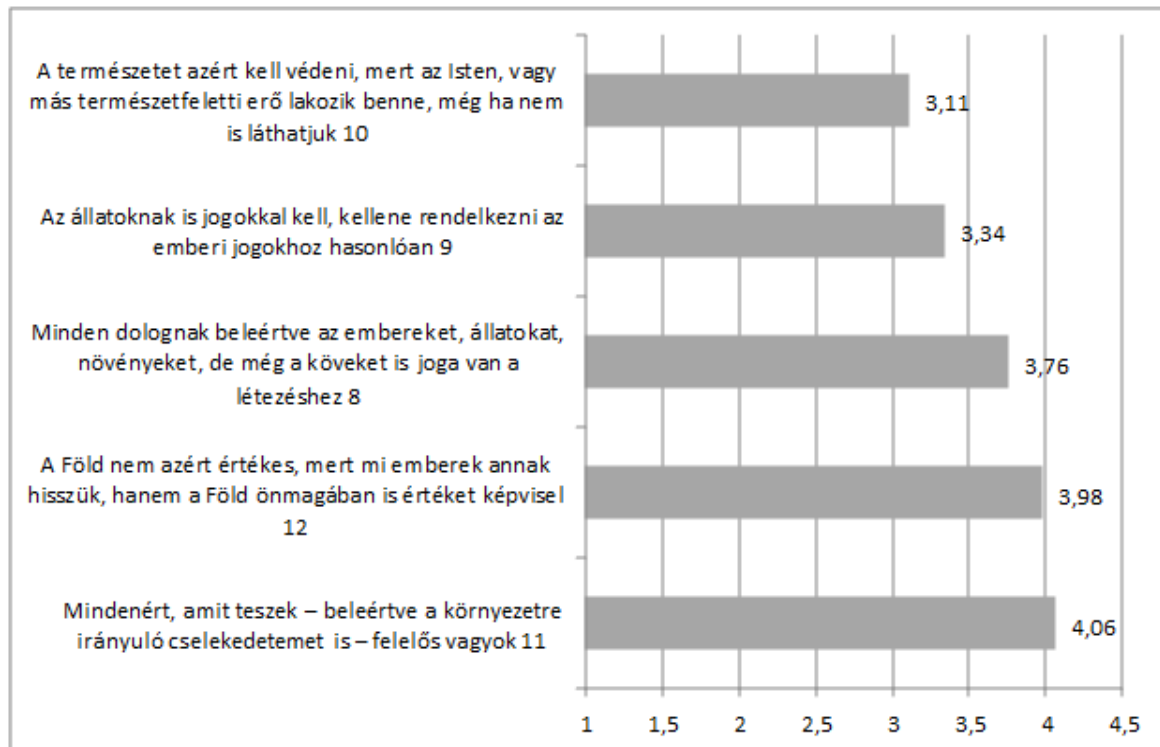 A természetet azért kell védeni, mert az Isten, vagy
más természetfeletti erő lakozik benne, még ha nem
is láthatjuk 10
3,11
Az állatoknak is jogokkal kell, kellene rendelkezni az
emberi jogokhoz hasonlóan 9
3,34
Minden dolognak beleértve az embereket, állatokat,
növényeket, de még a köveket is joga van a
létezéshez 8
3,76
A Föld nem azért értékes, mert mi emberek annak
hisszük, hanem a Föld önmagában is értéket képvisel
12
3,98
Mindenért, amit teszek – beleértve a környezetre
irányuló cselekedetemet is – felelős vagyok 11
4,06
1 1,5 2 2,5 3 3,5 4 4,5